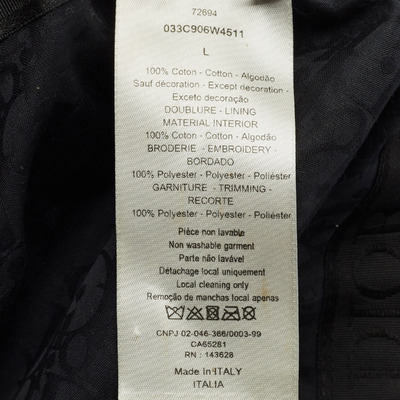 72694
033C906W4511
L
100% Coton - Cotton - Algodão
Sauf décoration - Except decoration -
Exceto decoração
DOUBLURE - LINING
MATERIAL INTERIOR
100% Coton - Cotton - Algodão
BRODERIE - EMBROIDERY -
BORDADO
100% Polyester - Polyester - Poliéster
GARNITURE - TRIMMING -
RECORTE
100% Polyester - Polyester - Poliéster
Pièce non lavable
Non washable garment
Parte não lavável
Détachage local uniquement
Local cleaning only
Remoção de manchas local apenas
CNPJ 02-046-366/0003-99
CA65281
RN : 143628
Made in ITALY
ITALIA